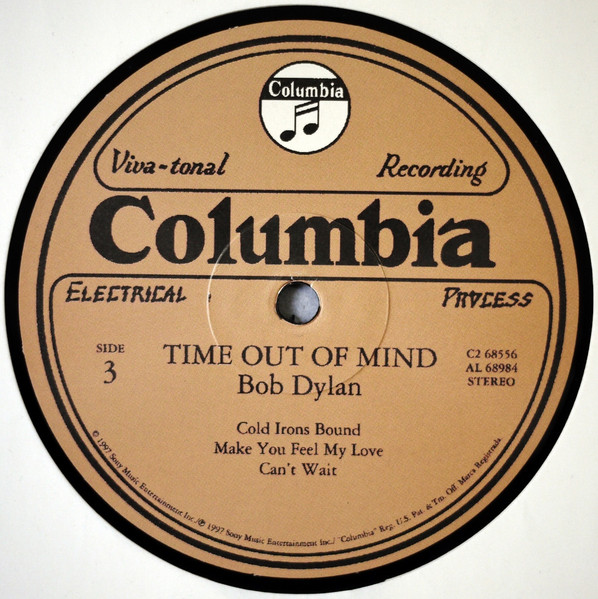 Columbia
Viva-tonal Recording
Columbia
ELECTRICAL PROCESS
SIDE
3
TIME OUT OF MIND
Bob Dylan
C2 68556
AL 68984
STEREO
Cold Irons Bound
Make You Feel My Love
Can't Wait
© 1997 Sony Music Entertainment Inc./℗ 1997 Sony Music Entertainment Inc./ "Columbia" Reg. U.S. Pat. & Tm. Off. Marca Registrada.